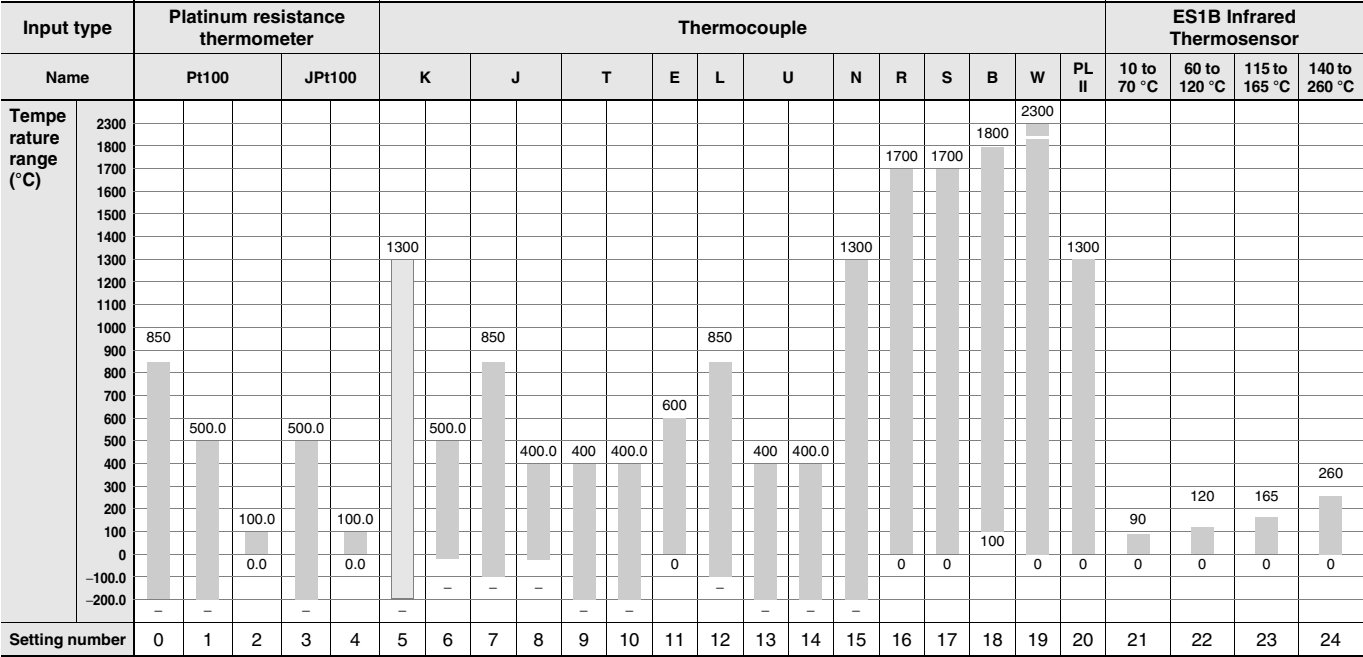 Input type Platinum resistance thermometer Thermocouple ES1B Infrared Thermosensor
Name Pt100 JPt100 K J T E L U N R S B W PL II 10 to 70 °C 60 to 120 °C 115 to 165 °C 140 to 260 °C
Tempe
rature
range
(°C)
2300
2300 1800
1800
1700 1700 1700
1600
1500
1400
1300 1300 1300
1300
1200
1100
1000
850 850 850
900
800
700
600
600
500.0 500.0 500.0
500
400.0 400 400.0 400 400.0
400
300 260
200 120 165
100.0 100.0 90
100 100
0
0.0 0.0 0 0 0 0 0 0 0 0 0
–100.0
– – – –
–200.0
– – – – – – – –
Setting number 0 1 2 3 4 5 6 7 8 9 10 11 12 13 14 15 16 17 18 19 20 21 22 23 24